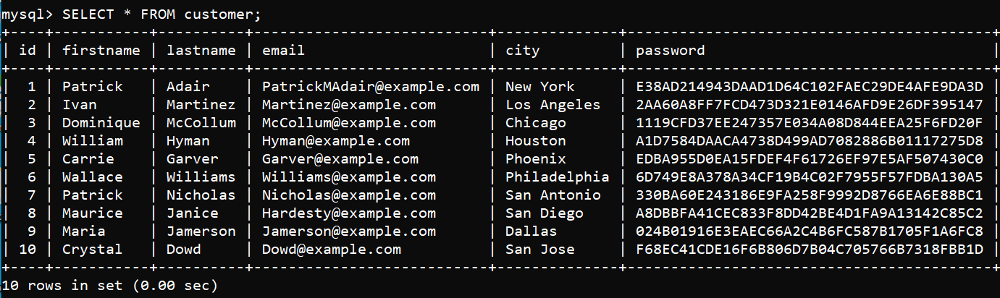 mysql> SELECT * FROM customer;
+----+-----------+----------+-------------------------+--------------+------------------------------------------+
| id | firstname | lastname | email                   | city         | password                                 |
+----+-----------+----------+-------------------------+--------------+------------------------------------------+
|  1 | Patrick   | Adair    | PatrickMAdair@example.com | New York     | E38AD214943DAAD1D64C102FAEC29DE4AFE9DA3D |
|  2 | Ivan      | Martinez | Martinez@example.com      | Los Angeles  | 2AA60A8FF7FCD473D321E0146AFD9E26DF395147 |
|  3 | Dominique | McCollum | McCollum@example.com      | Chicago      | 1119CFD37EE247357E034A08D844EEA25F6FD20F |
|  4 | William   | Hyman    | Hyman@example.com         | Houston      | A1D7584DAACA4738D499AD7082886B01117275D8 |
|  5 | Carrie    | Garver   | Garver@example.com        | Phoenix      | EDBA955D0EA15FDEF4F61726EF97E5AF507430C0 |
|  6 | Wallace   | Williams | Williams@example.com      | Philadelphia | 6D749E8A378A34CF19B4C02F7955F57FDBA130A5 |
|  7 | Patrick   | Nicholas | Nicholas@example.com      | San Antonio  | 330BA60E243186E9FA258F9992D8766EA6E88BC1 |
|  8 | Maurice   | Janice   | Hardesty@example.com      | San Diego    | A8DBBFA41CEC833F8DD42BE4D1FA9A13142C85C2 |
|  9 | Maria     | Jamerson | Jamerson@example.com      | Dallas       | 024B01916E3EAEC66A2C4B6FC587B1705F1A6FC8 |
| 10 | Crystal   | Dowd     | Dowd@example.com          | San Jose     | F68EC41CDE16F6B806D7B04C705766B7318FBB1D |
+----+-----------+----------+-------------------------+--------------+------------------------------------------+
10 rows in set (0.00 sec)